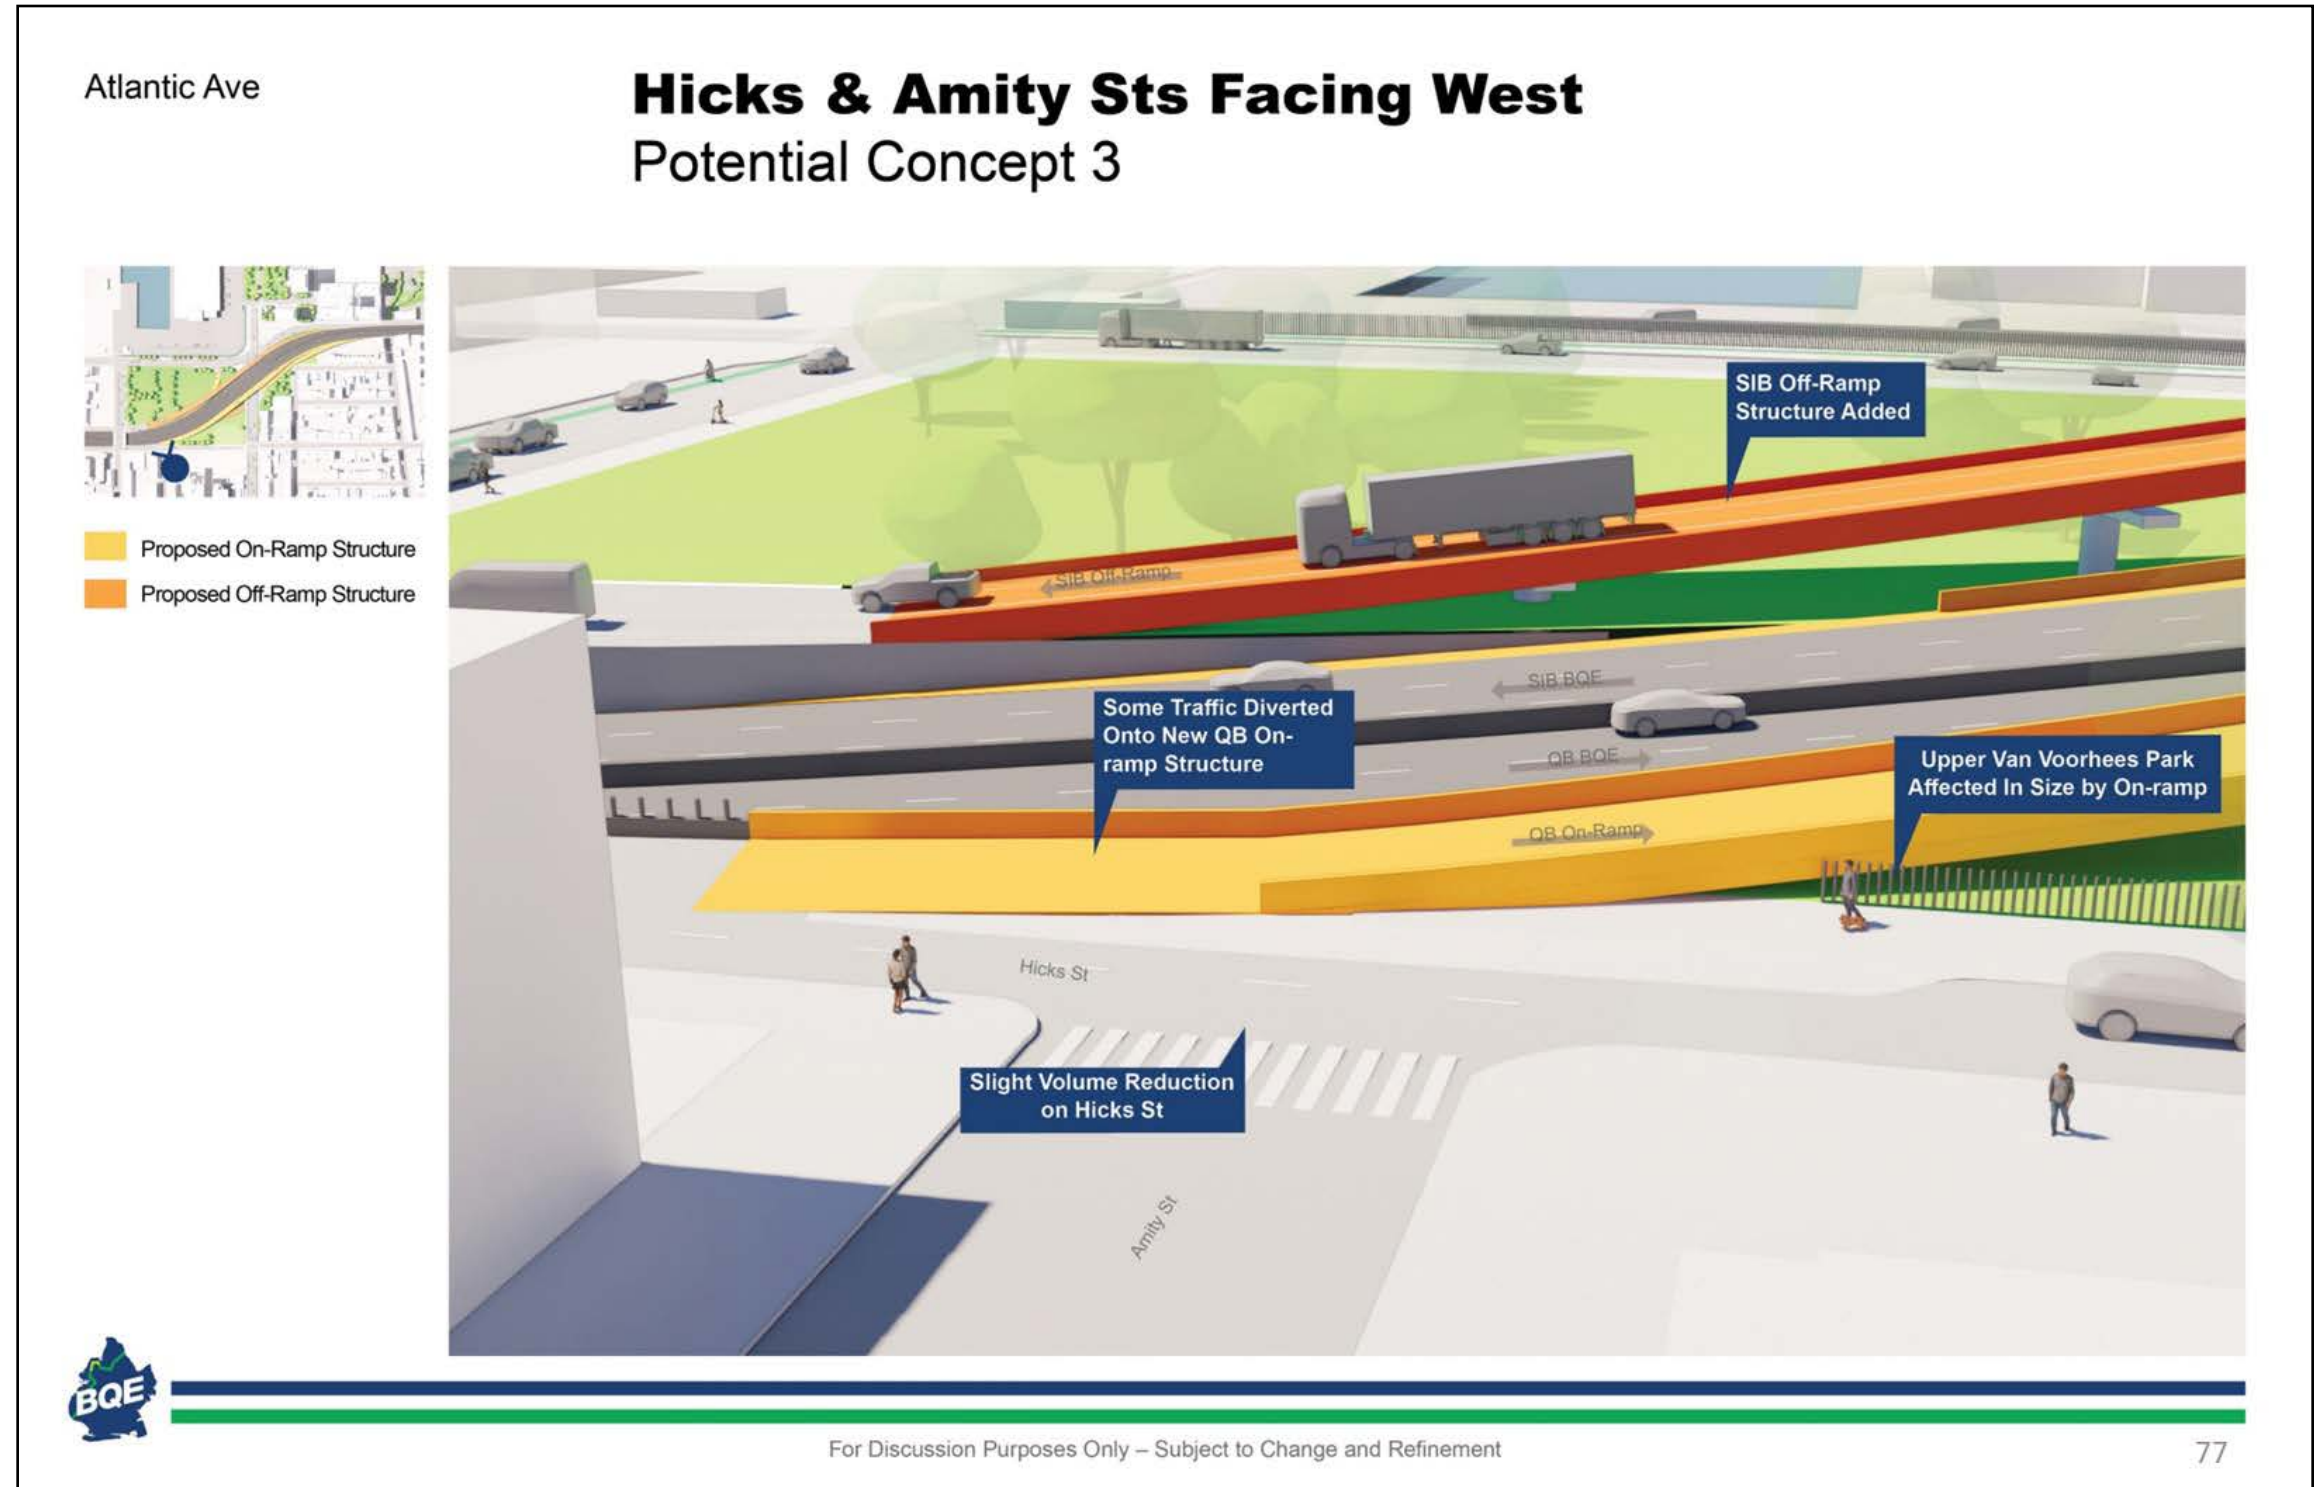 Atlantic Ave
Hicks & Amity Sts Facing West
Potential Concept 3
Proposed On-Ramp Structure
Proposed Off-Ramp Structure
SIB Off-Ramp
Structure Added
SIB Off-Ramp
SIB BQE
Some Traffic Diverted
Onto New QB On-
ramp Structure
QB BQE
Upper Van Voorhees Park
Affected In Size by On-ramp
QB On-Ramp
Hicks St
Slight Volume Reduction
on Hicks St
Amity St
BQE
For Discussion Purposes Only – Subject to Change and Refinement
77